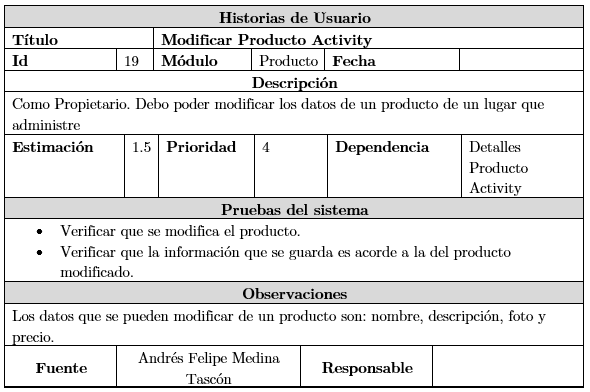 Historias de Usuario
Título Modificar Producto Activity
Id 19 Módulo Producto Fecha
Descripción
Como Propietario. Debo poder modificar los datos de un producto de un lugar que
administre
Estimación 1.5 Prioridad 4 Dependencia Detalles
Producto
Activity
Pruebas del sistema
• Verificar que se modifica el producto.
• Verificar que la información que se guarda es acorde a la del producto
modificado.
Observaciones
Los datos que se pueden modificar de un producto son: nombre, descripción, foto y
precio.
Fuente Andrés Felipe Medina
Tascón Responsable